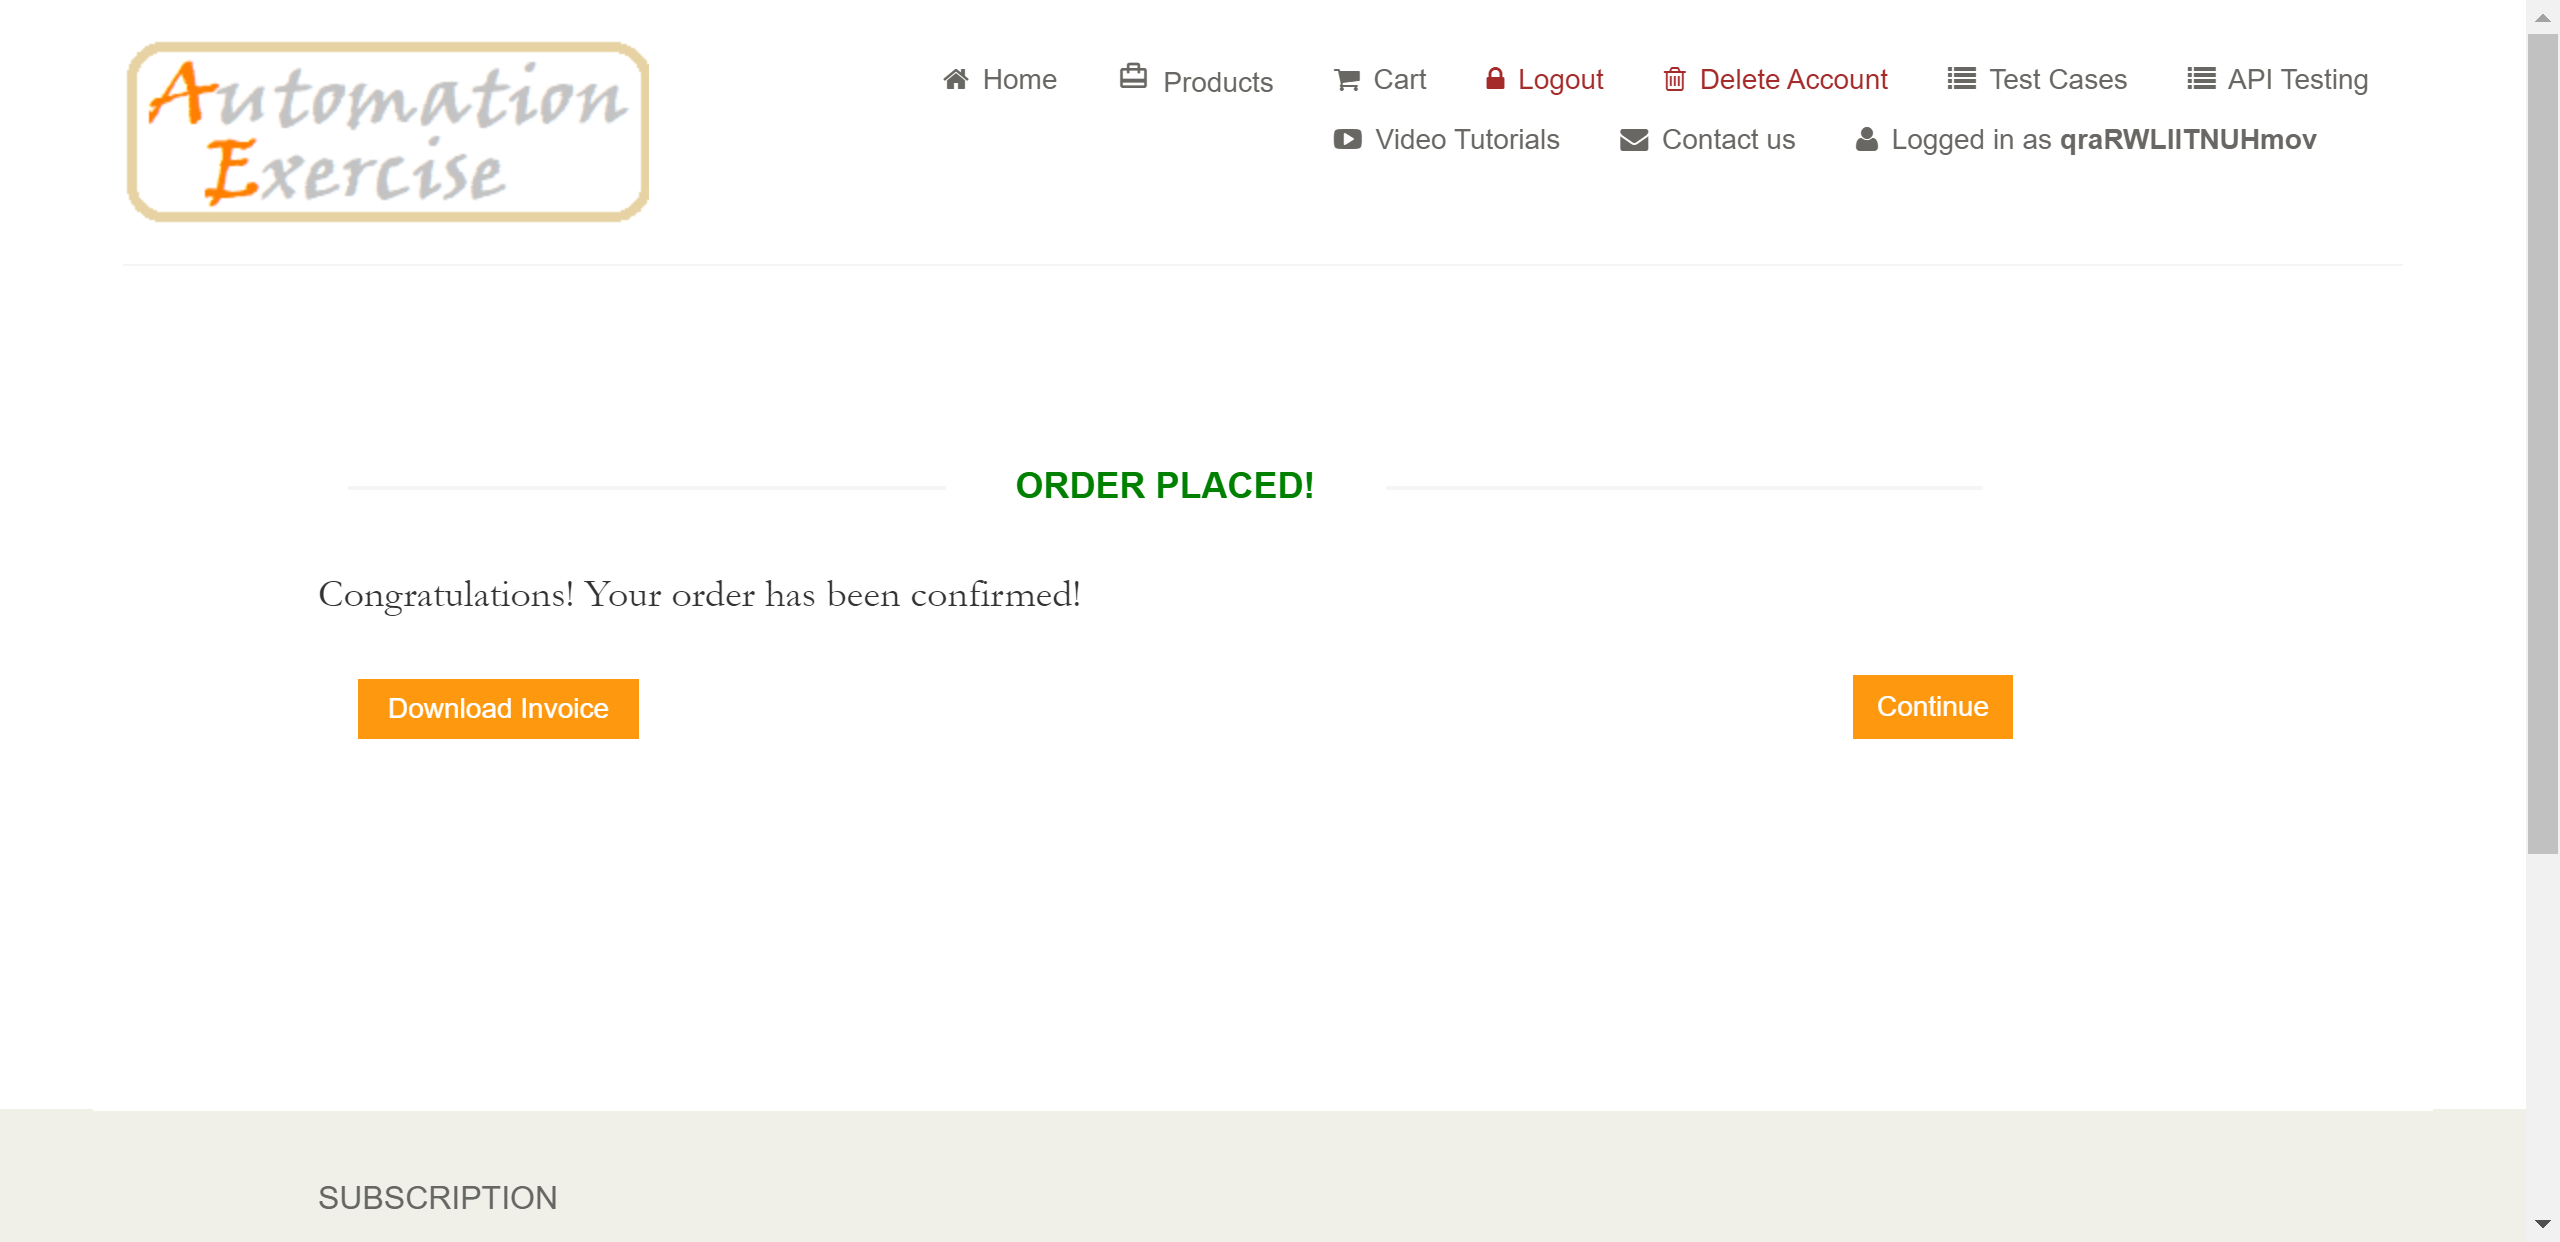 Automation
Exercise
Home Products Cart Logout Delete Account Test Cases API Testing
Video Tutorials Contact us Logged in as qraRWLIITNUHmov
ORDER PLACED!
Congratulations! Your order has been confirmed!
Download Invoice Continue
SUBSCRIPTION